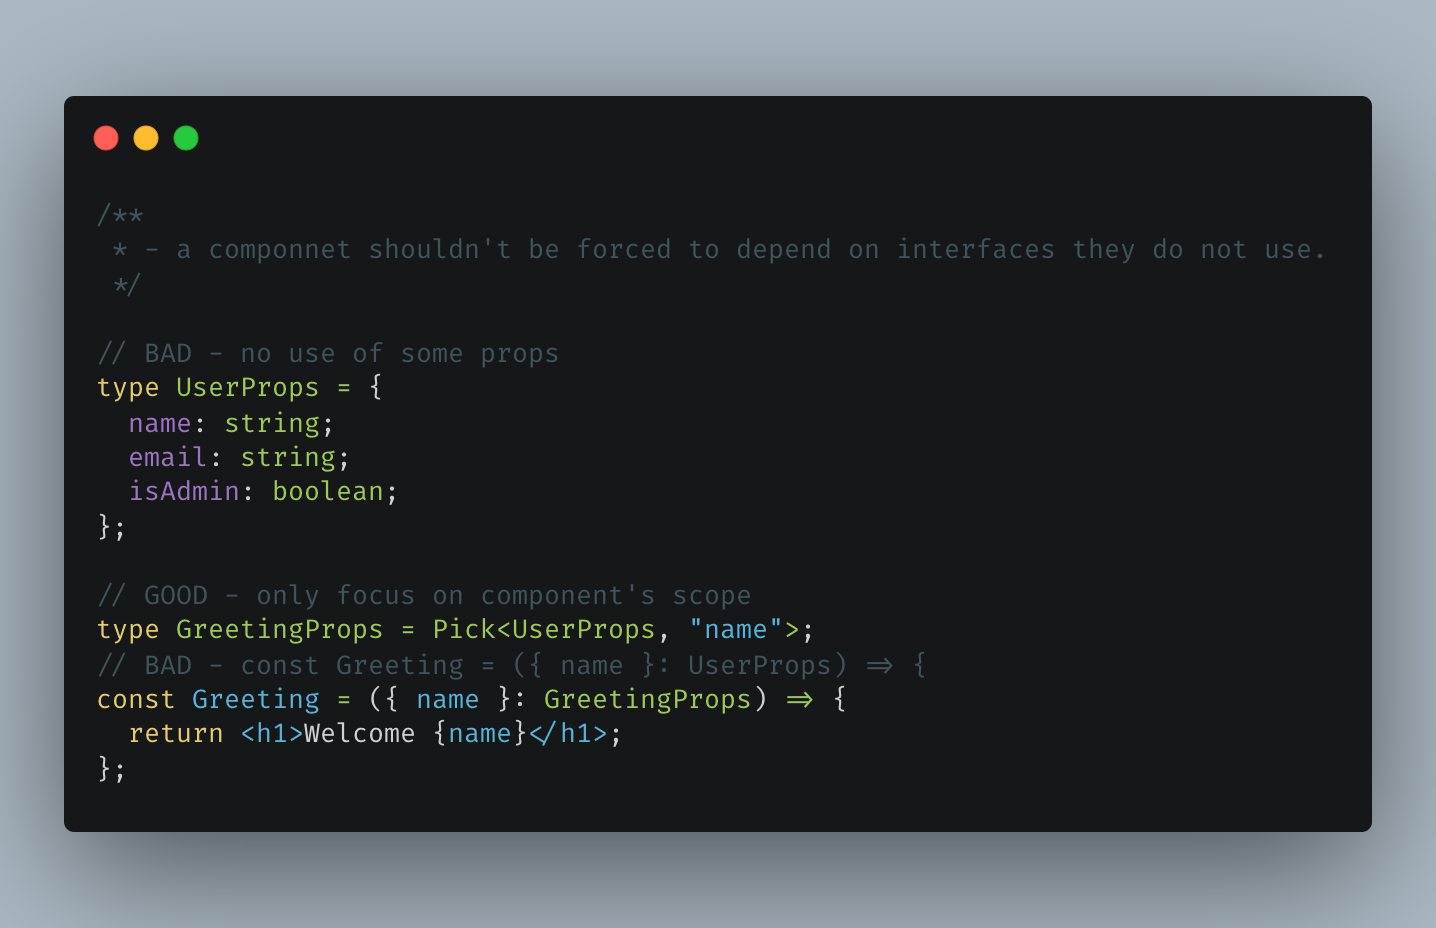 /**
 * - a componnet shouldn't be forced to depend on interfaces they do not use.
 */
// BAD - no use of some props
type UserProps = {
  name: string;
  email: string;
  isAdmin: boolean;
};
// GOOD - only focus on component's scope
type GreetingProps = Pick<UserProps, "name">;
// BAD - const Greeting = ({ name }: UserProps) => {
const Greeting = ({ name }: GreetingProps) => {
  return <h1>Welcome {name}</h1>;
};